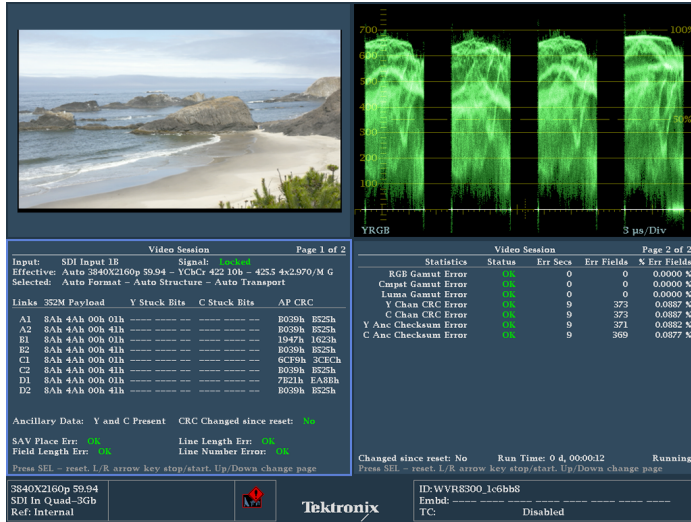 700
600
500
400
300
200
100
100%
50%
YRGB 3 µs/Div
Video Session Page 1 of 2
Input: SDI Input 1B Signal: Locked
Effective: Auto 3840X2160p 59.94 – YCbCr 422 10b – 425.5 4x2.970/M G
Selected: Auto Format – Auto Structure – Auto Transport
Links 352M Payload Y Stuck Bits C Stuck Bits AP CRC
A1 8Ah 4Ah 00h 01h ---- ---- -- ---- ---- -- B039h B525h
A2 8Ah 4Ah 00h 41h ---- ---- -- ---- ---- -- B039h B525h
B1 8Ah 4Ah 00h 01h ---- ---- -- ---- ---- -- 1947h 1623h
B2 8Ah 4Ah 00h 41h ---- ---- -- ---- ---- -- B039h B525h
C1 8Ah 4Ah 00h 01h ---- ---- -- ---- ---- -- 6CF9h 3CECh
C2 8Ah 4Ah 00h 41h ---- ---- -- ---- ---- -- B039h B525h
D1 8Ah 4Ah 00h 01h ---- ---- -- ---- ---- -- 7B21h EA8Bh
D2 8Ah 4Ah 00h 41h ---- ---- -- ---- ---- -- B039h B525h
Ancillary Data: Y and C Present CRC Changed since reset: No
SAV Place Err: OK Line Length Err: OK
Field Length Err: OK Line Number Error: OK
Press SEL – reset. L/R arrow key stop/start. Up/Down change page
Video Session Page 2 of 2
Statistics Status Err Secs Err Fields % Err Fields
RGB Gamut Error OK 0 0 0.0000 %
Cmpst Gamut Error OK 0 0 0.0000 %
Luma Gamut Error OK 0 0 0.0000 %
Y Chan CRC Error OK 9 373 0.0887 %
C Chan CRC Error OK 9 373 0.0887 %
Y Anc Checksum Error OK 9 371 0.0882 %
C Anc Checksum Error OK 9 369 0.0877 %
Changed since reset: No Run Time: 0 d, 00:00:12 Running
Press SEL – reset. L/R arrow key stop/start. Up/Down change page
3840X2160p 59.94
SDI In Quad–3Gb
Ref: Internal
Tektronix
ID:WVR8300_1c6bb8
Embd: ---- ---- ---- ---- ---- ---- ---- ----
TC: Disabled